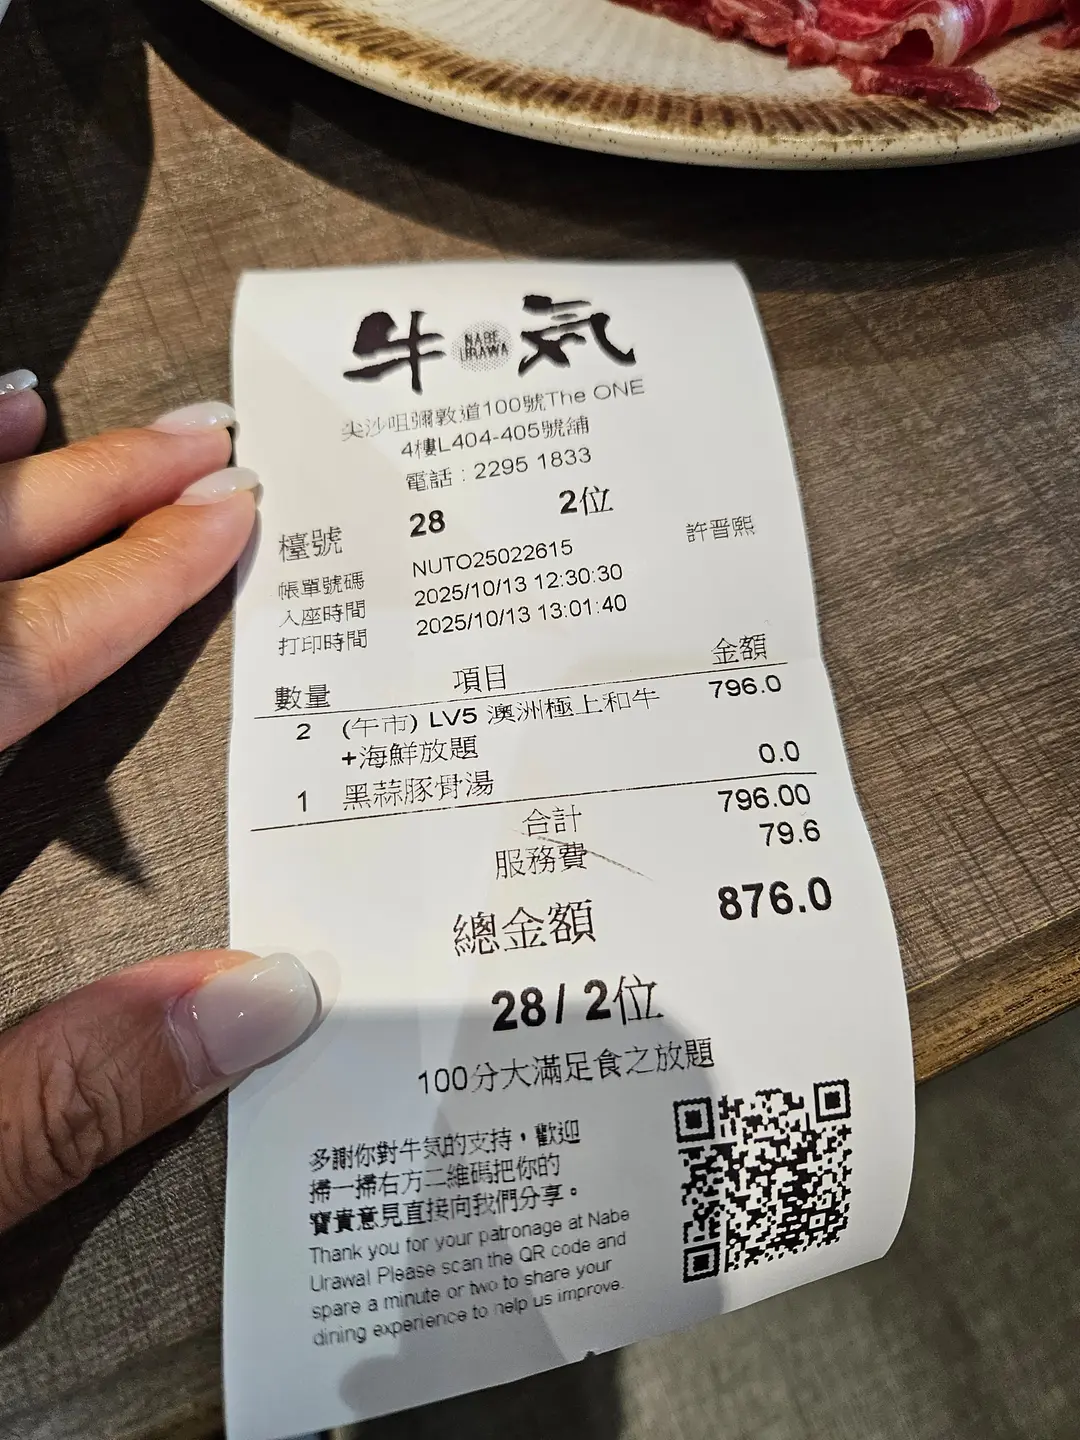 牛 NABE URAWA 気
尖沙咀彌敦道100號The ONE
4樓L404-405號舖
電話：2295 1833
檯號 28 2位
帳單號碼 NUTO25022615 許晋熙
入座時間 2025/10/13 12:30:30
打印時間 2025/10/13 13:01:40
數量 項目 金額
2 (午市) LV5 澳洲極上和牛 796.0
+海鮮放題
1 黑蒜豚骨湯 0.0
合計 796.00
服務費 79.6
總金額 876.0
28/ 2位
100分大滿足食之放題
多謝你對牛気的支持，歡迎
掃一掃右方二維碼把你的
寶貴意見直接向我們分享。
Thank you for your patronage at Nabe
Urawa! Please scan the QR code and
spare a minute or two to share your
dining experience to help us improve.